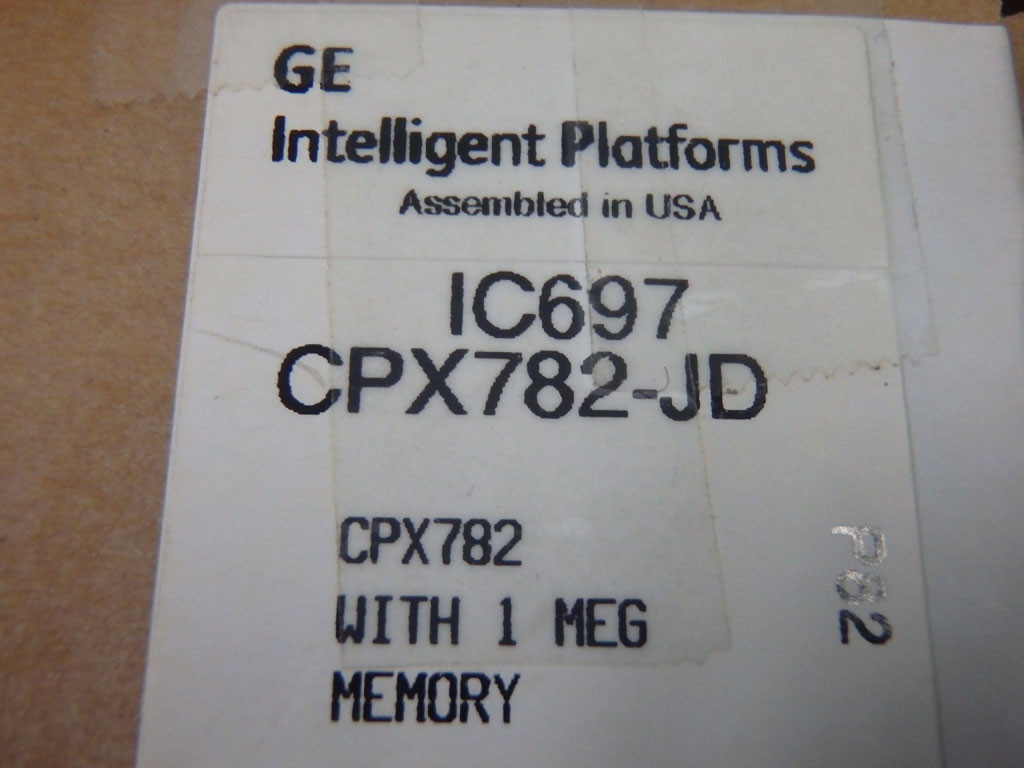 GE
Intelligent Platforms
Assembled in USA
IC697
CPX782-JD
CPX782
WITH 1 MEG
MEMORY
P82